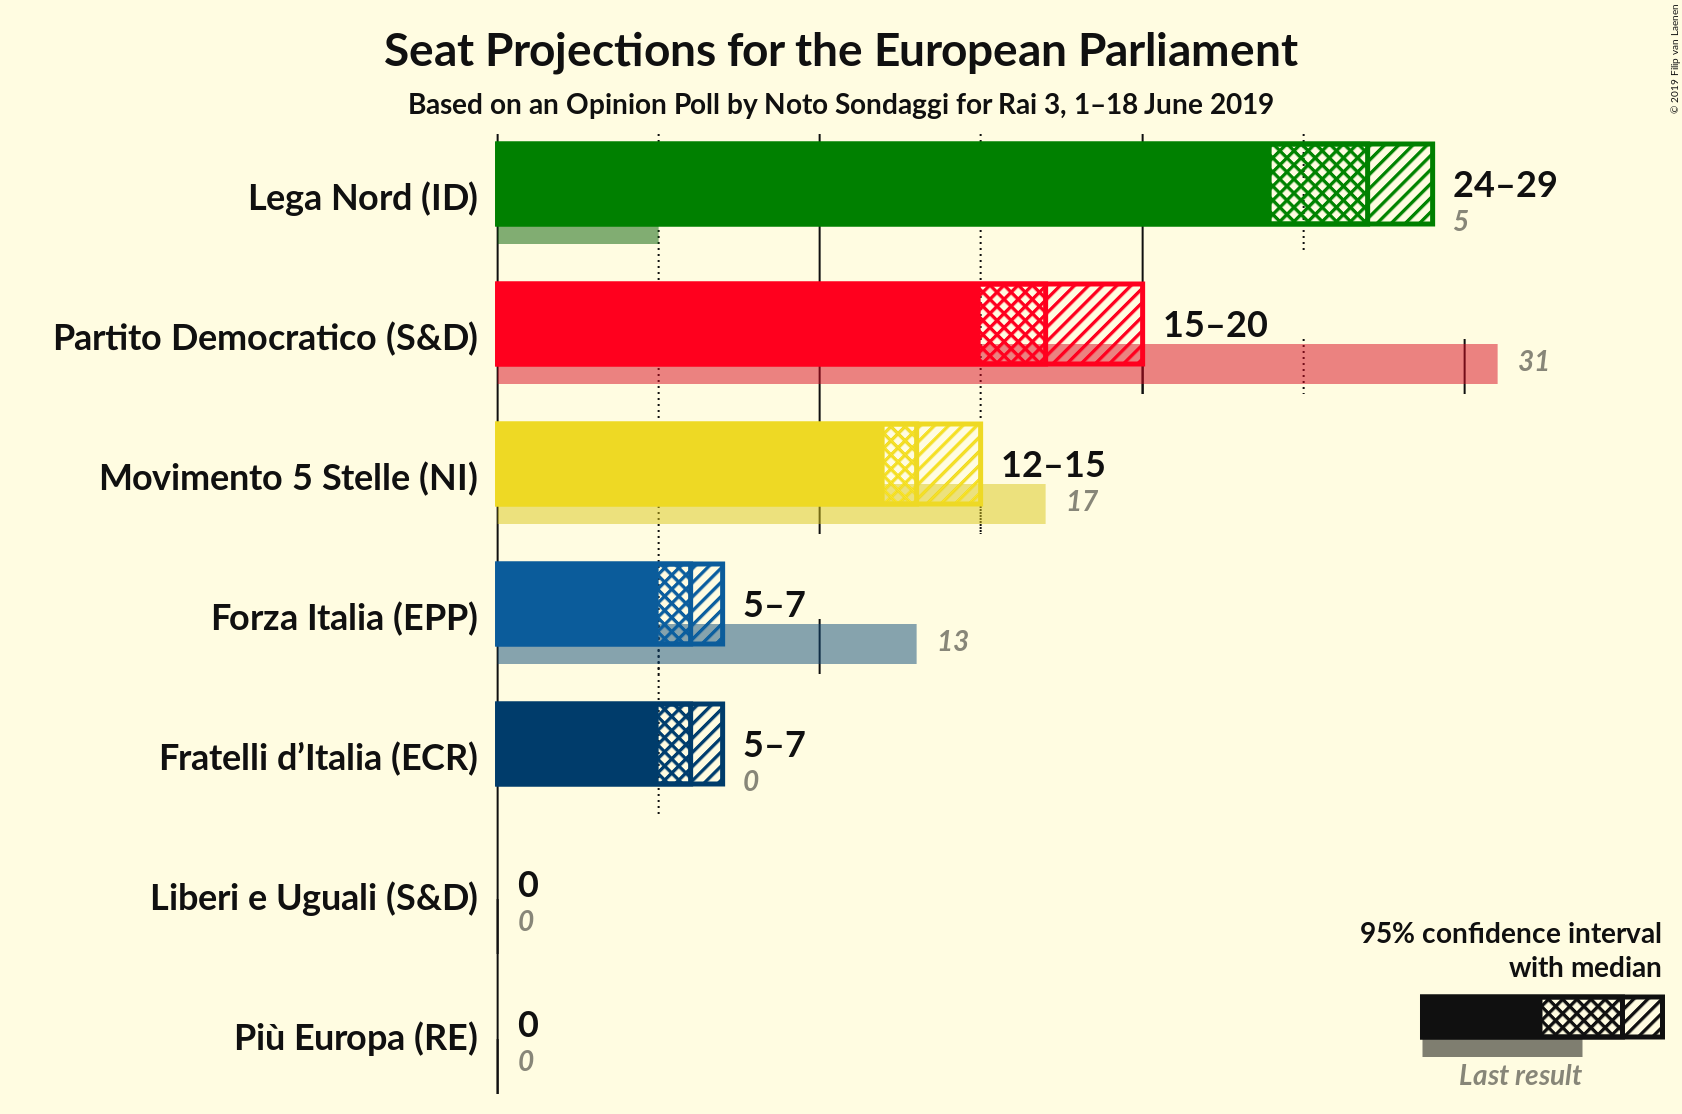 Seat Projections for the European Parliament
Based on an Opinion Poll by Noto Sondaggi for Rai 3, 1–18 June 2019
© 2019 Filip van Laenen
Lega Nord (ID)
24–29
5
Partito Democratico (S&D)
15–20
31
Movimento 5 Stelle (NI)
12–15
17
Forza Italia (EPP)
5–7
13
Fratelli d’Italia (ECR)
5–7
0
Liberi e Uguali (S&D)
0
0
Più Europa (RE)
0
0
95% confidence interval
with median
Last result